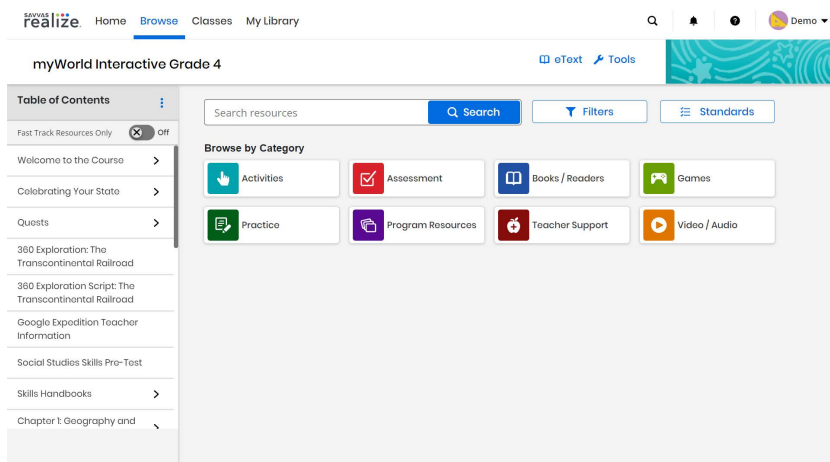 SAVVAS
realize.
Home
Browse
Classes
My Library
Demo
myWorld Interactive Grade 4
eText
Tools
Table of Contents
Fast Track Resources Only
Off
Welcome to the Course
Celebrating Your State
Quests
360 Exploration: The
Transcontinental Railroad
360 Exploration Script: The
Transcontinental Railroad
Google Expedition Teacher
Information
Social Studies Skills Pre-Test
Skills Handbooks
Chapter 1: Geography and
Search resources
Search
Filters
Standards
Browse by Category
Activities
Assessment
Books / Readers
Games
Practice
Program Resources
Teacher Support
Video / Audio